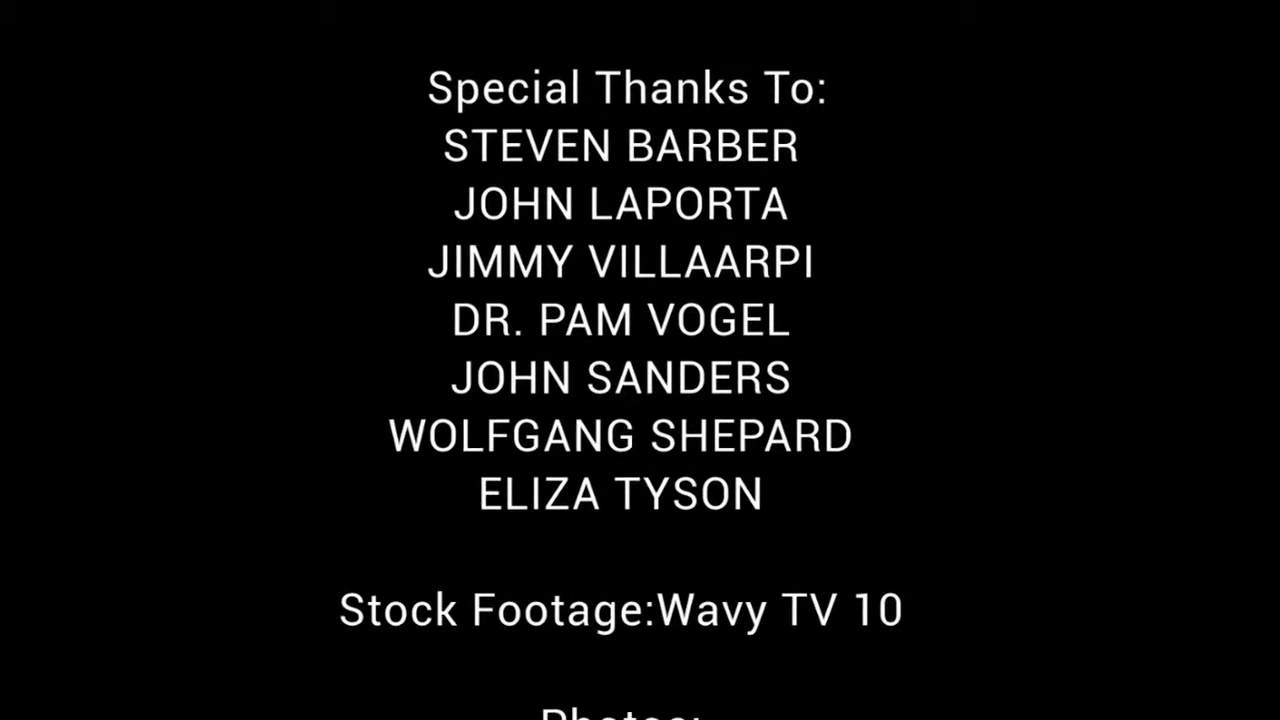 Special Thanks To:
STEVEN BARBER
JOHN LAPORTA
JIMMY VILLAARPI
DR. PAM VOGEL
JOHN SANDERS
WOLFGANG SHEPARD
ELIZA TYSON
Stock Footage:Wavy TV 10
Photos: